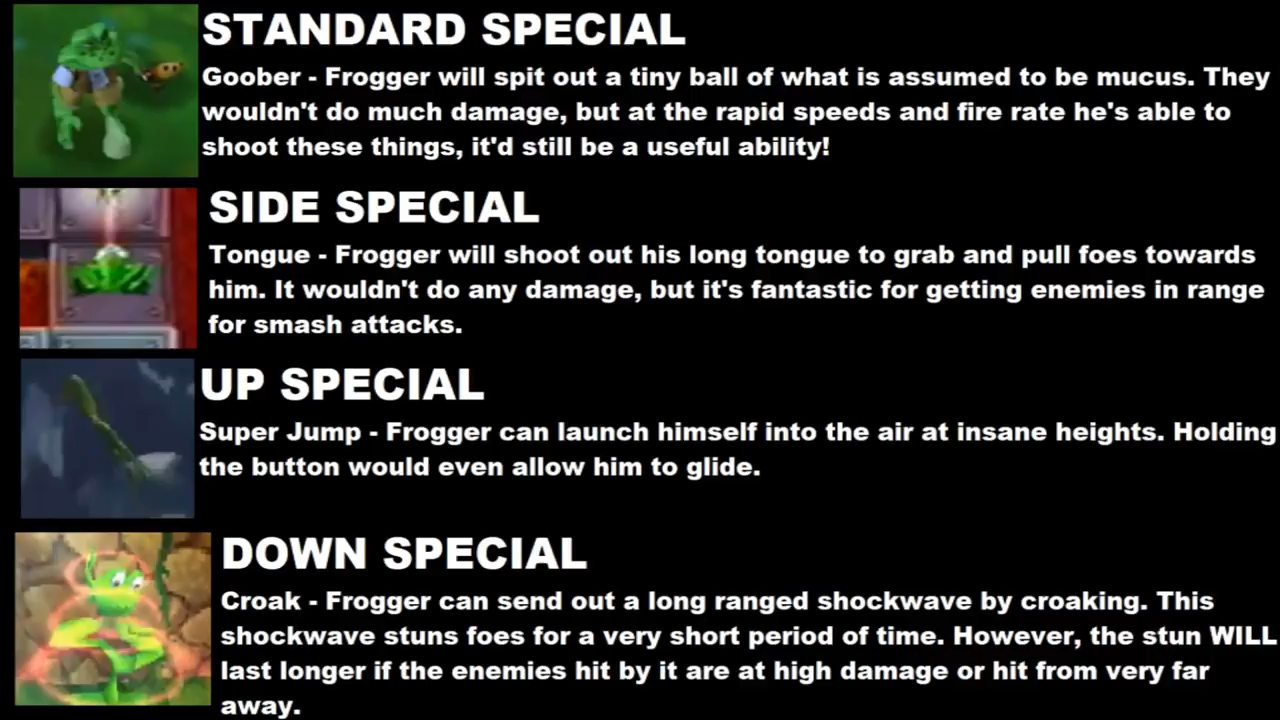 STANDARD SPECIAL
Goober - Frogger will spit out a tiny ball of what is assumed to be mucus. They
wouldn't do much damage, but at the rapid speeds and fire rate he's able to
shoot these things, it'd still be a useful ability!
SIDE SPECIAL
Tongue - Frogger will shoot out his long tongue to grab and pull foes towards
him. It wouldn't do any damage, but it's fantastic for getting enemies in range
for smash attacks.
UP SPECIAL
Super Jump - Frogger can launch himself into the air at insane heights. Holding
the button would even allow him to glide.
DOWN SPECIAL
Croak - Frogger can send out a long ranged shockwave by croaking. This
shockwave stuns foes for a very short period of time. However, the stun WILL
last longer if the enemies hit by it are at high damage or hit from very far
away.